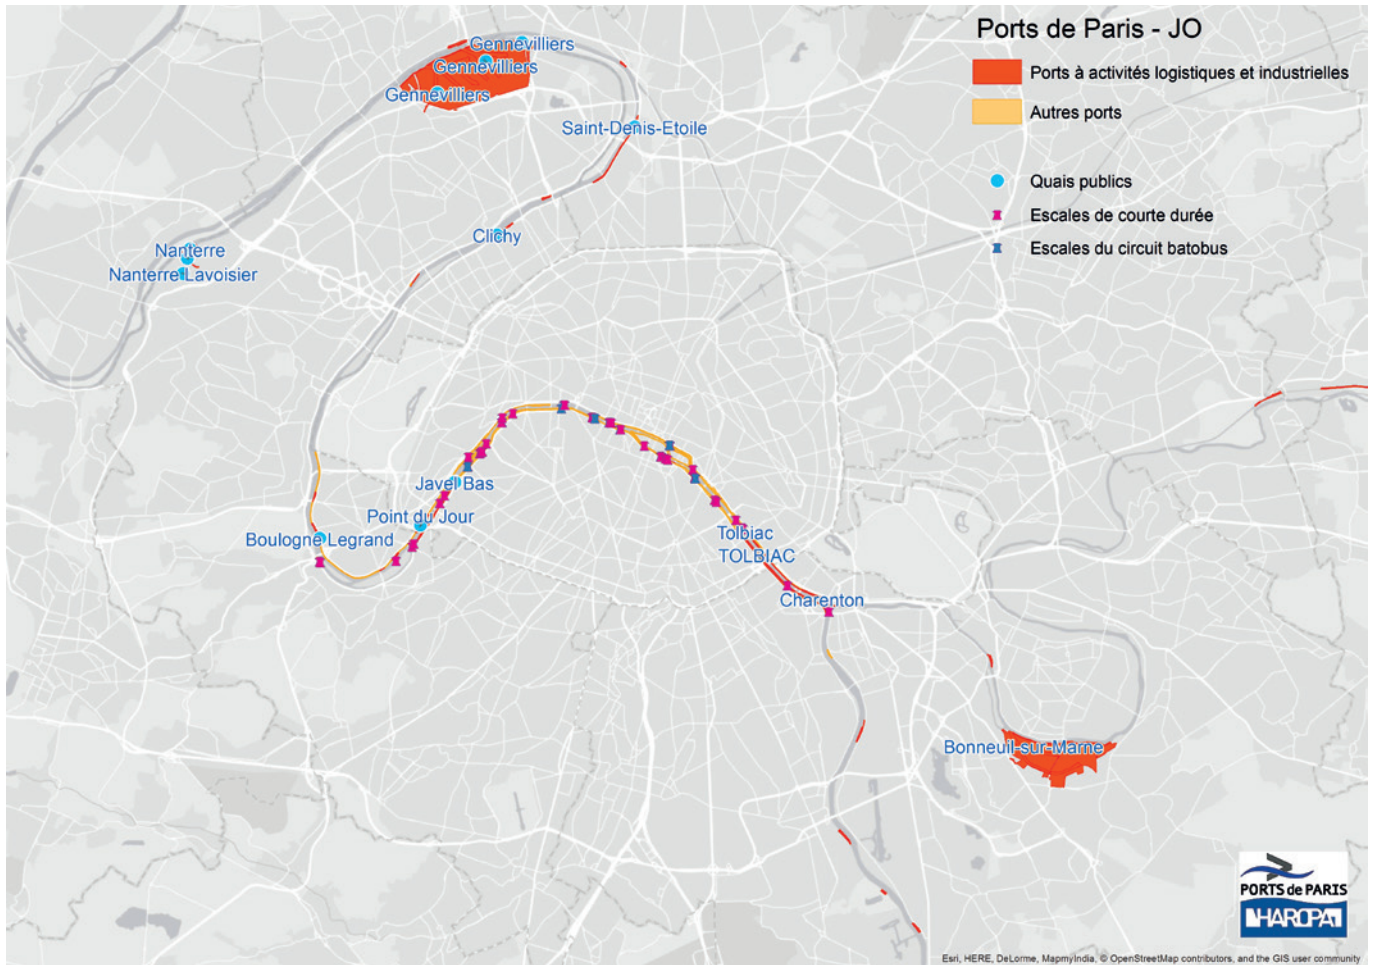 Ports de Paris - JO
Ports à activités logistiques et industrielles
Autres ports
Quais publics
Escales de courte durée
Escales du circuit batobus
Gennevilliers
Gennevilliers
Gennevilliers
Saint-Denis-Etoile
Clichy
Nanterre
Nanterre Lavoisier
Javel Bas
Point du Jour
Boulogne Legrand
Tolbiac
TOLBIAC
Charenton
Bonneuil-sur-Marne
PORTS de PARIS
HAROPA
Esri, HERE, DeLorme, MapmyIndia, © OpenStreetMap contributors, and the GIS user community